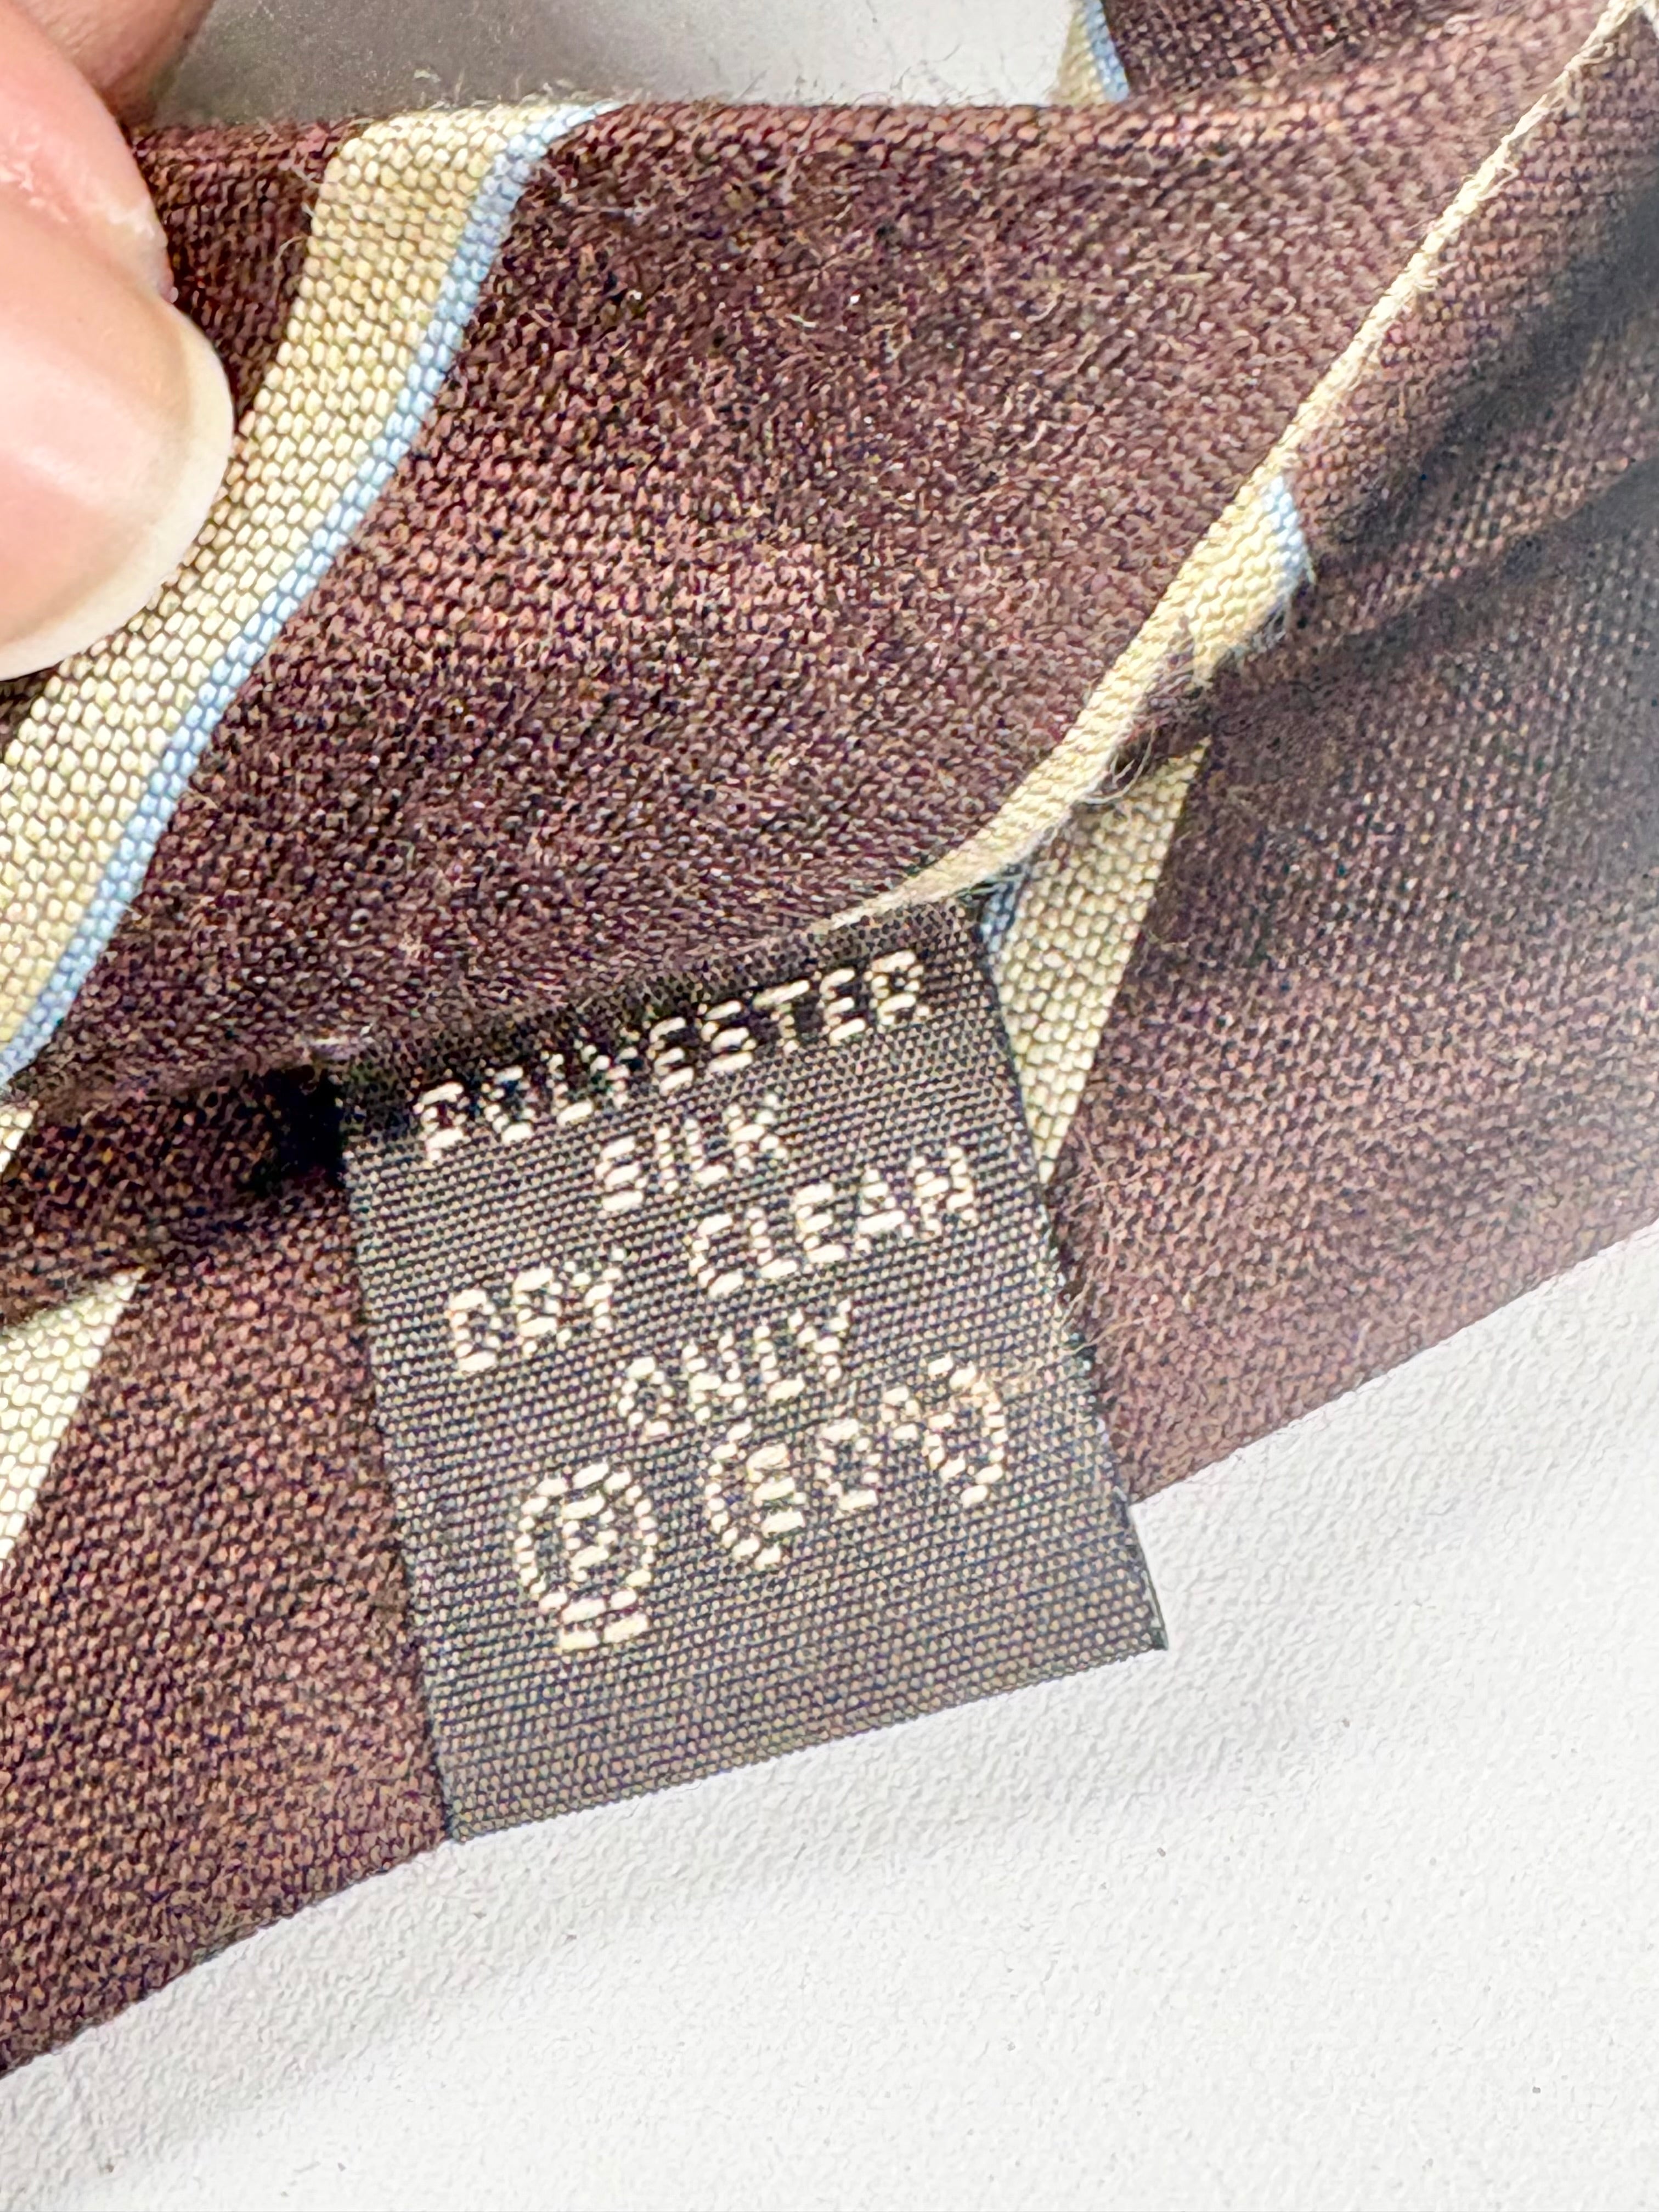 POLYESTER
SILK
DRY CLEAN
ONLY
Ⓟ